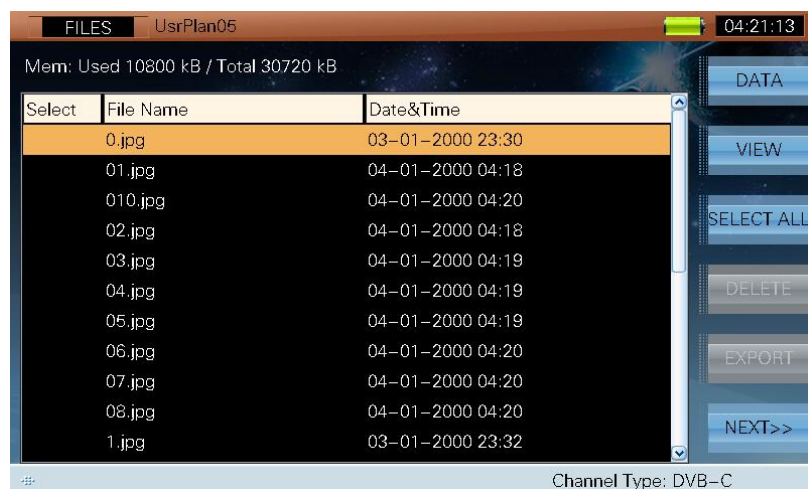 FILES UsrPlan05 04:21:13
Mem: Used 10800 kB / Total 30720 kB
DATA
Select File Name Date&Time
0.jpg 03-01-2000 23:30
VIEW
01.jpg 04-01-2000 04:18
010.jpg 04-01-2000 04:20
SELECT ALL
02.jpg 04-01-2000 04:18
03.jpg 04-01-2000 04:19
04.jpg 04-01-2000 04:19
DELETE
05.jpg 04-01-2000 04:19
06.jpg 04-01-2000 04:20
EXPORT
07.jpg 04-01-2000 04:20
08.jpg 04-01-2000 04:20
NEXT>>
1.jpg 03-01-2000 23:32
Channel Type: DVB-C